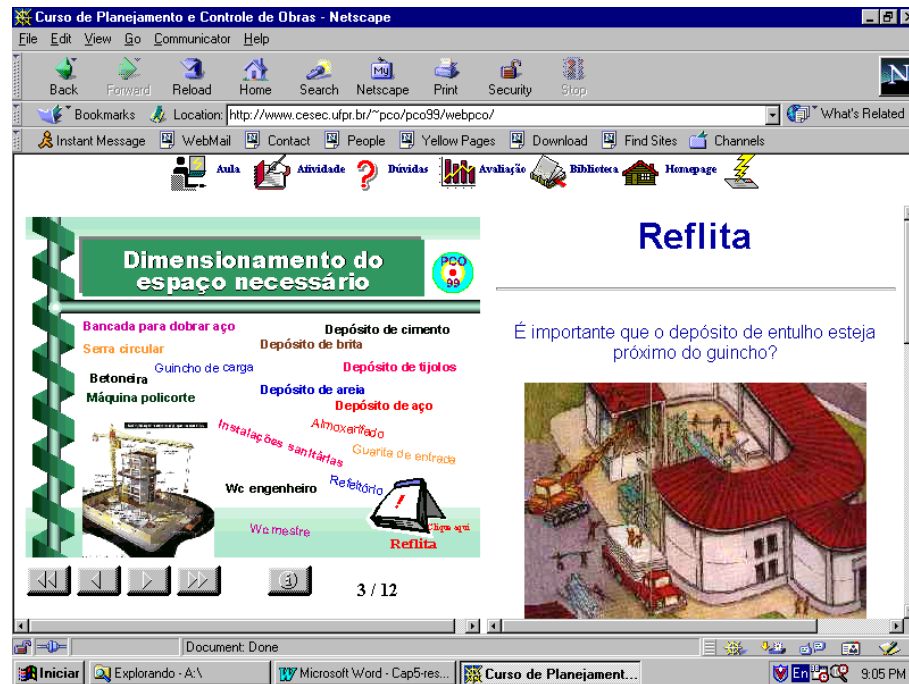 Curso de Planejamento e Controle de Obras - Netscape
File Edit View Go Communicator Help
Back Forward Reload Home Search Netscape Print Security Stop
My
N
Bookmarks Location: http://www.cesec.ufpr.br/~pco/pco99/webpco/ What's Related
Instant Message WebMail Contact People Yellow Pages Download Find Sites Channels
Aula Atividade Dúvidas Avaliação Biblioteca Homepage
Dimensionamento do
espaço necessário
PCO
99
Bancada para dobrar aço
Depósito de cimento
Serra circular
Depósito de brita
Guincho de carga
Depósito de tijolos
Betoneira
Depósito de areia
Máquina policorte
Depósito de aço
Instalações sanitárias
Almoxarifado
Guarita de entrada
Wc engenheiro
Refeitório
Wc mestre
!
Clique aqui
Reflita
3 / 12
Reflita
É importante que o depósito de entulho esteja
próximo do guincho?
Document: Done
Iniciar Explorando - A:\ Microsoft Word - Cap5-res... Curso de Planejament... En 9:05 PM